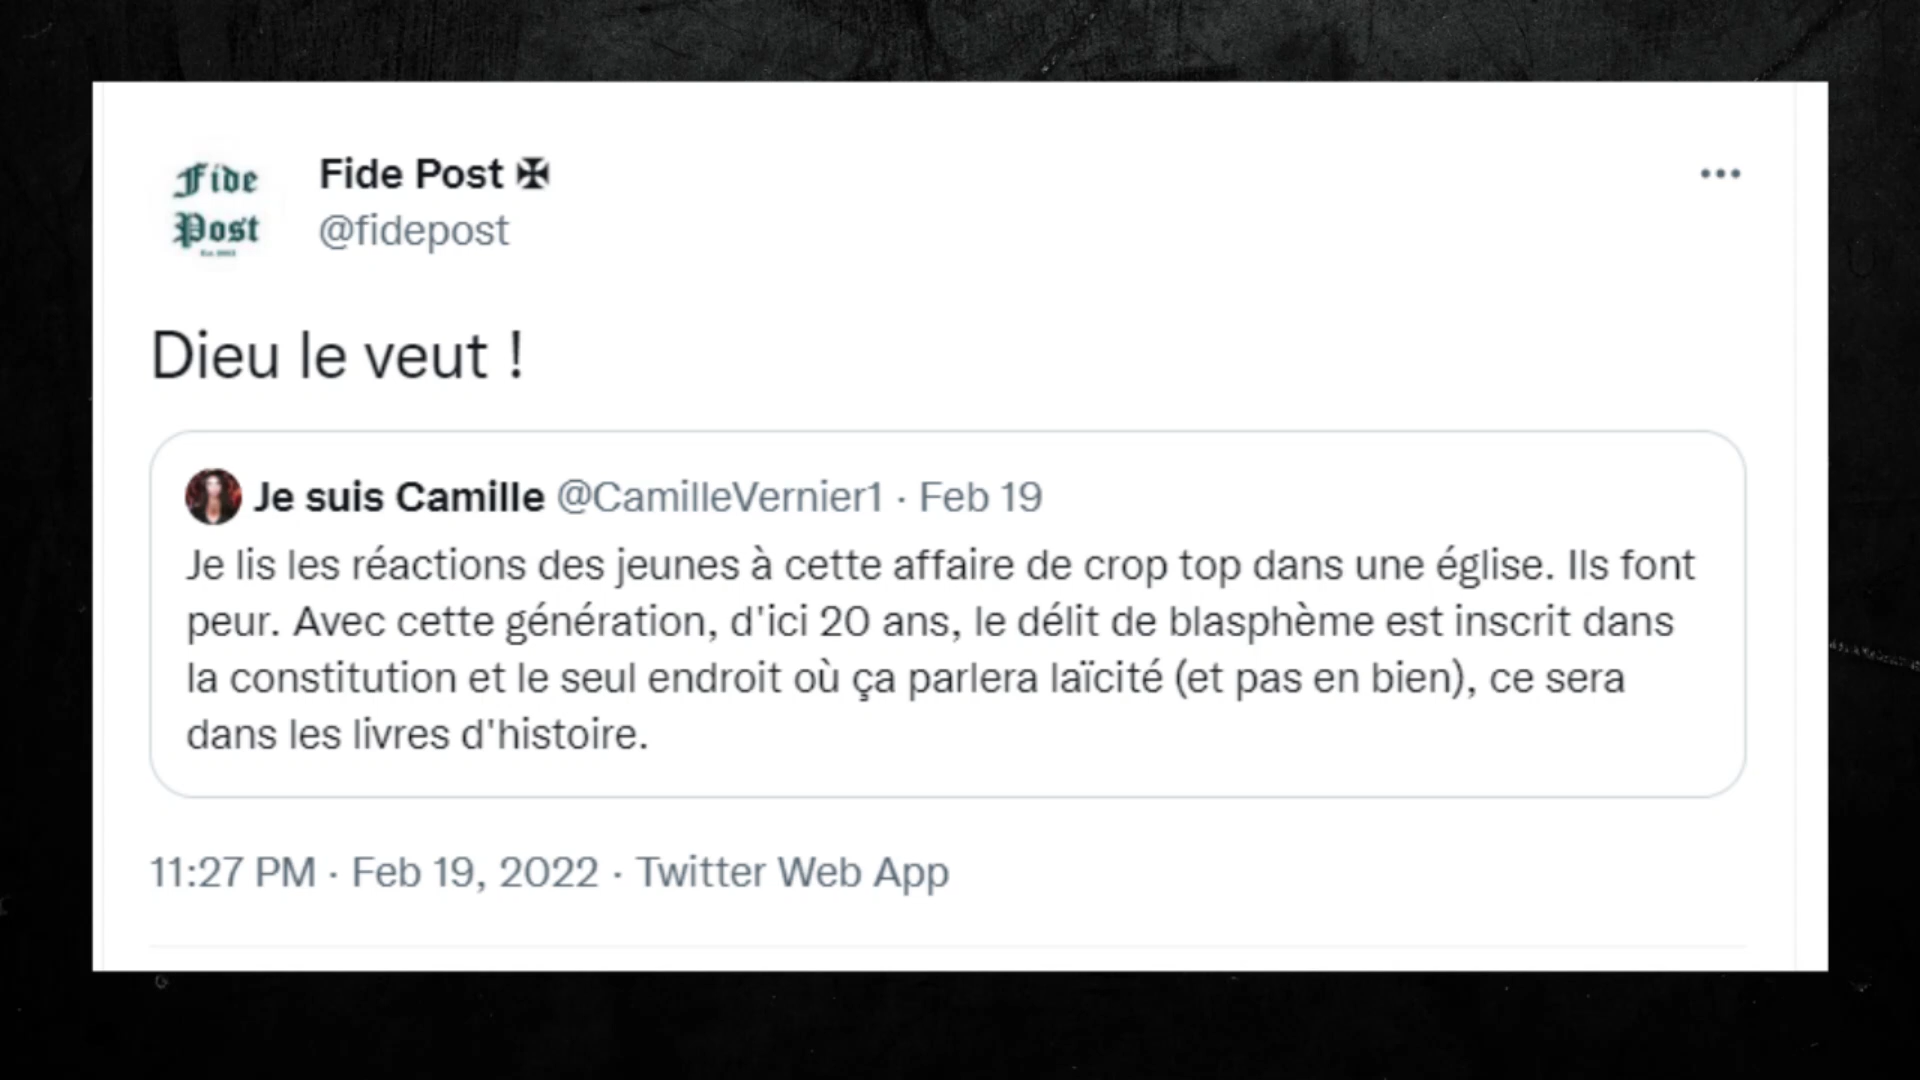 Fide
Post
Fide Post ✠
@fidepost
Dieu le veut !
Je suis Camille @CamilleVernier1 · Feb 19
Je lis les réactions des jeunes à cette affaire de crop top dans une église. Ils font
peur. Avec cette génération, d'ici 20 ans, le délit de blasphème est inscrit dans
la constitution et le seul endroit où ça parlera laïcité (et pas en bien), ce sera
dans les livres d'histoire.
11:27 PM · Feb 19, 2022 · Twitter Web App